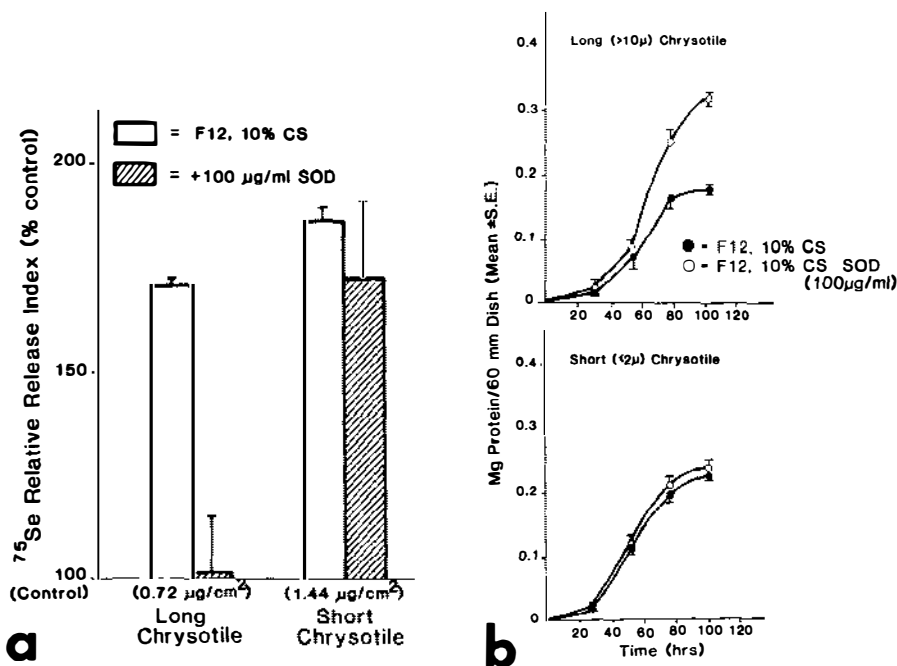 = F12, 10% CS
= +100 µg/ml SOD
⁷⁵Se Relative Release Index (% control)
200
150
100
(Control)
(0.72 µg/cm²)
(1.44 µg/cm²)
Long
Chrysotile
Short
Chrysotile
a
Long (>10µ) Chrysotile
0.4
0.3
0.2
0.1
0
● = F12, 10% CS
○ = F12, 10% CS SOD
(100µg/ml)
20 40 60 80 100 120
Mg Protein/60 mm Dish (Mean ±S.E.)
Short (<2µ) Chrysotile
0.4
0.3
0.2
0.1
0
20 40 60 80 100 120
Time (hrs)
b